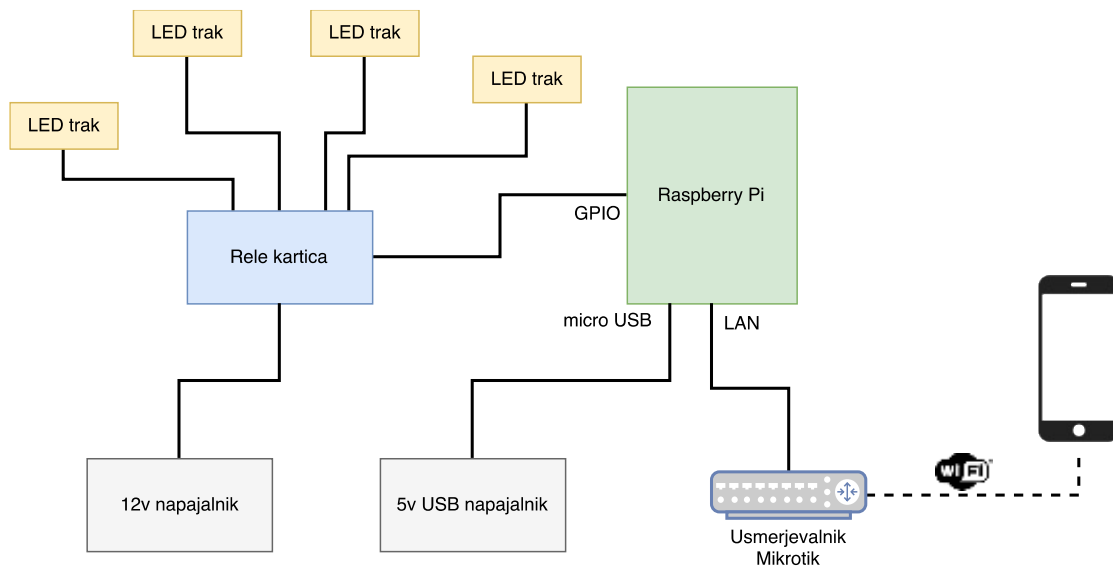 LED trak
LED trak
LED trak
LED trak
Raspberry Pi
GPIO
Rele kartica
micro USB
LAN
WiFi
12v napajalnik
5v USB napajalnik
Usmerjevalnik
Mikrotik